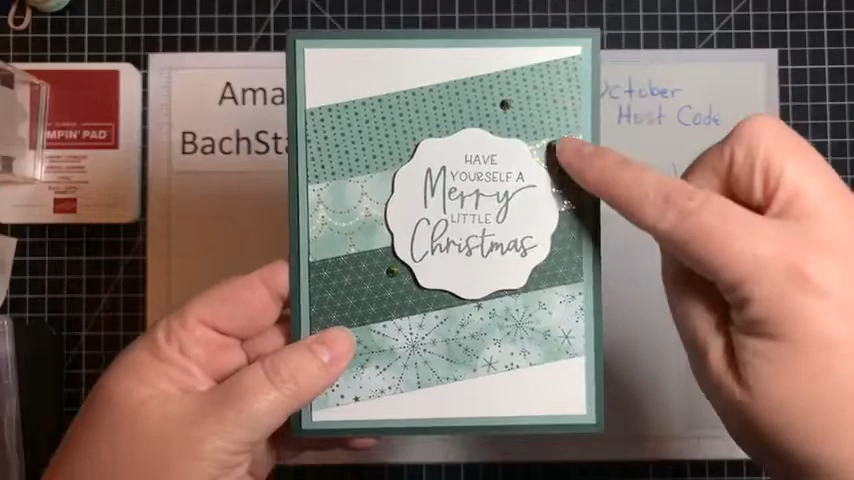 Ama
BachSta
October
Host Code
STAMPIN' PAD
HAVE
YOURSELF A
Merry
LITTLE
Christmas